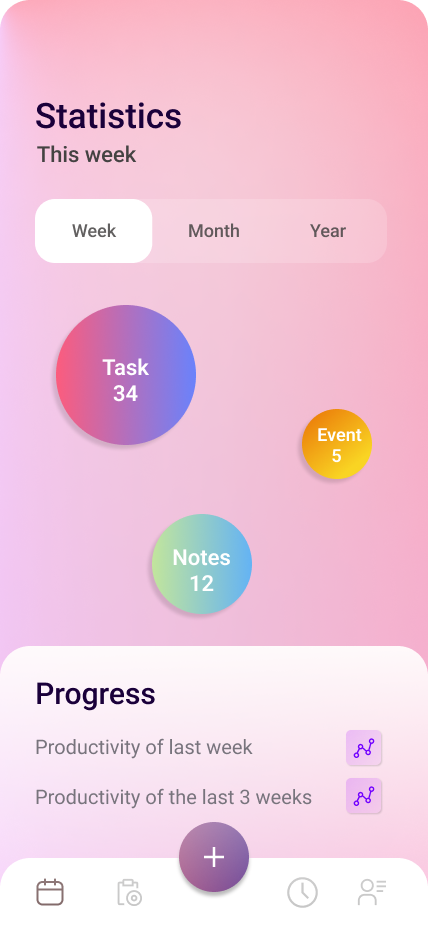 Statistics
This week
Week
Month
Year
Task
34
Event
5
Notes
12
Progress
Productivity of last week
Productivity of the last 3 weeks